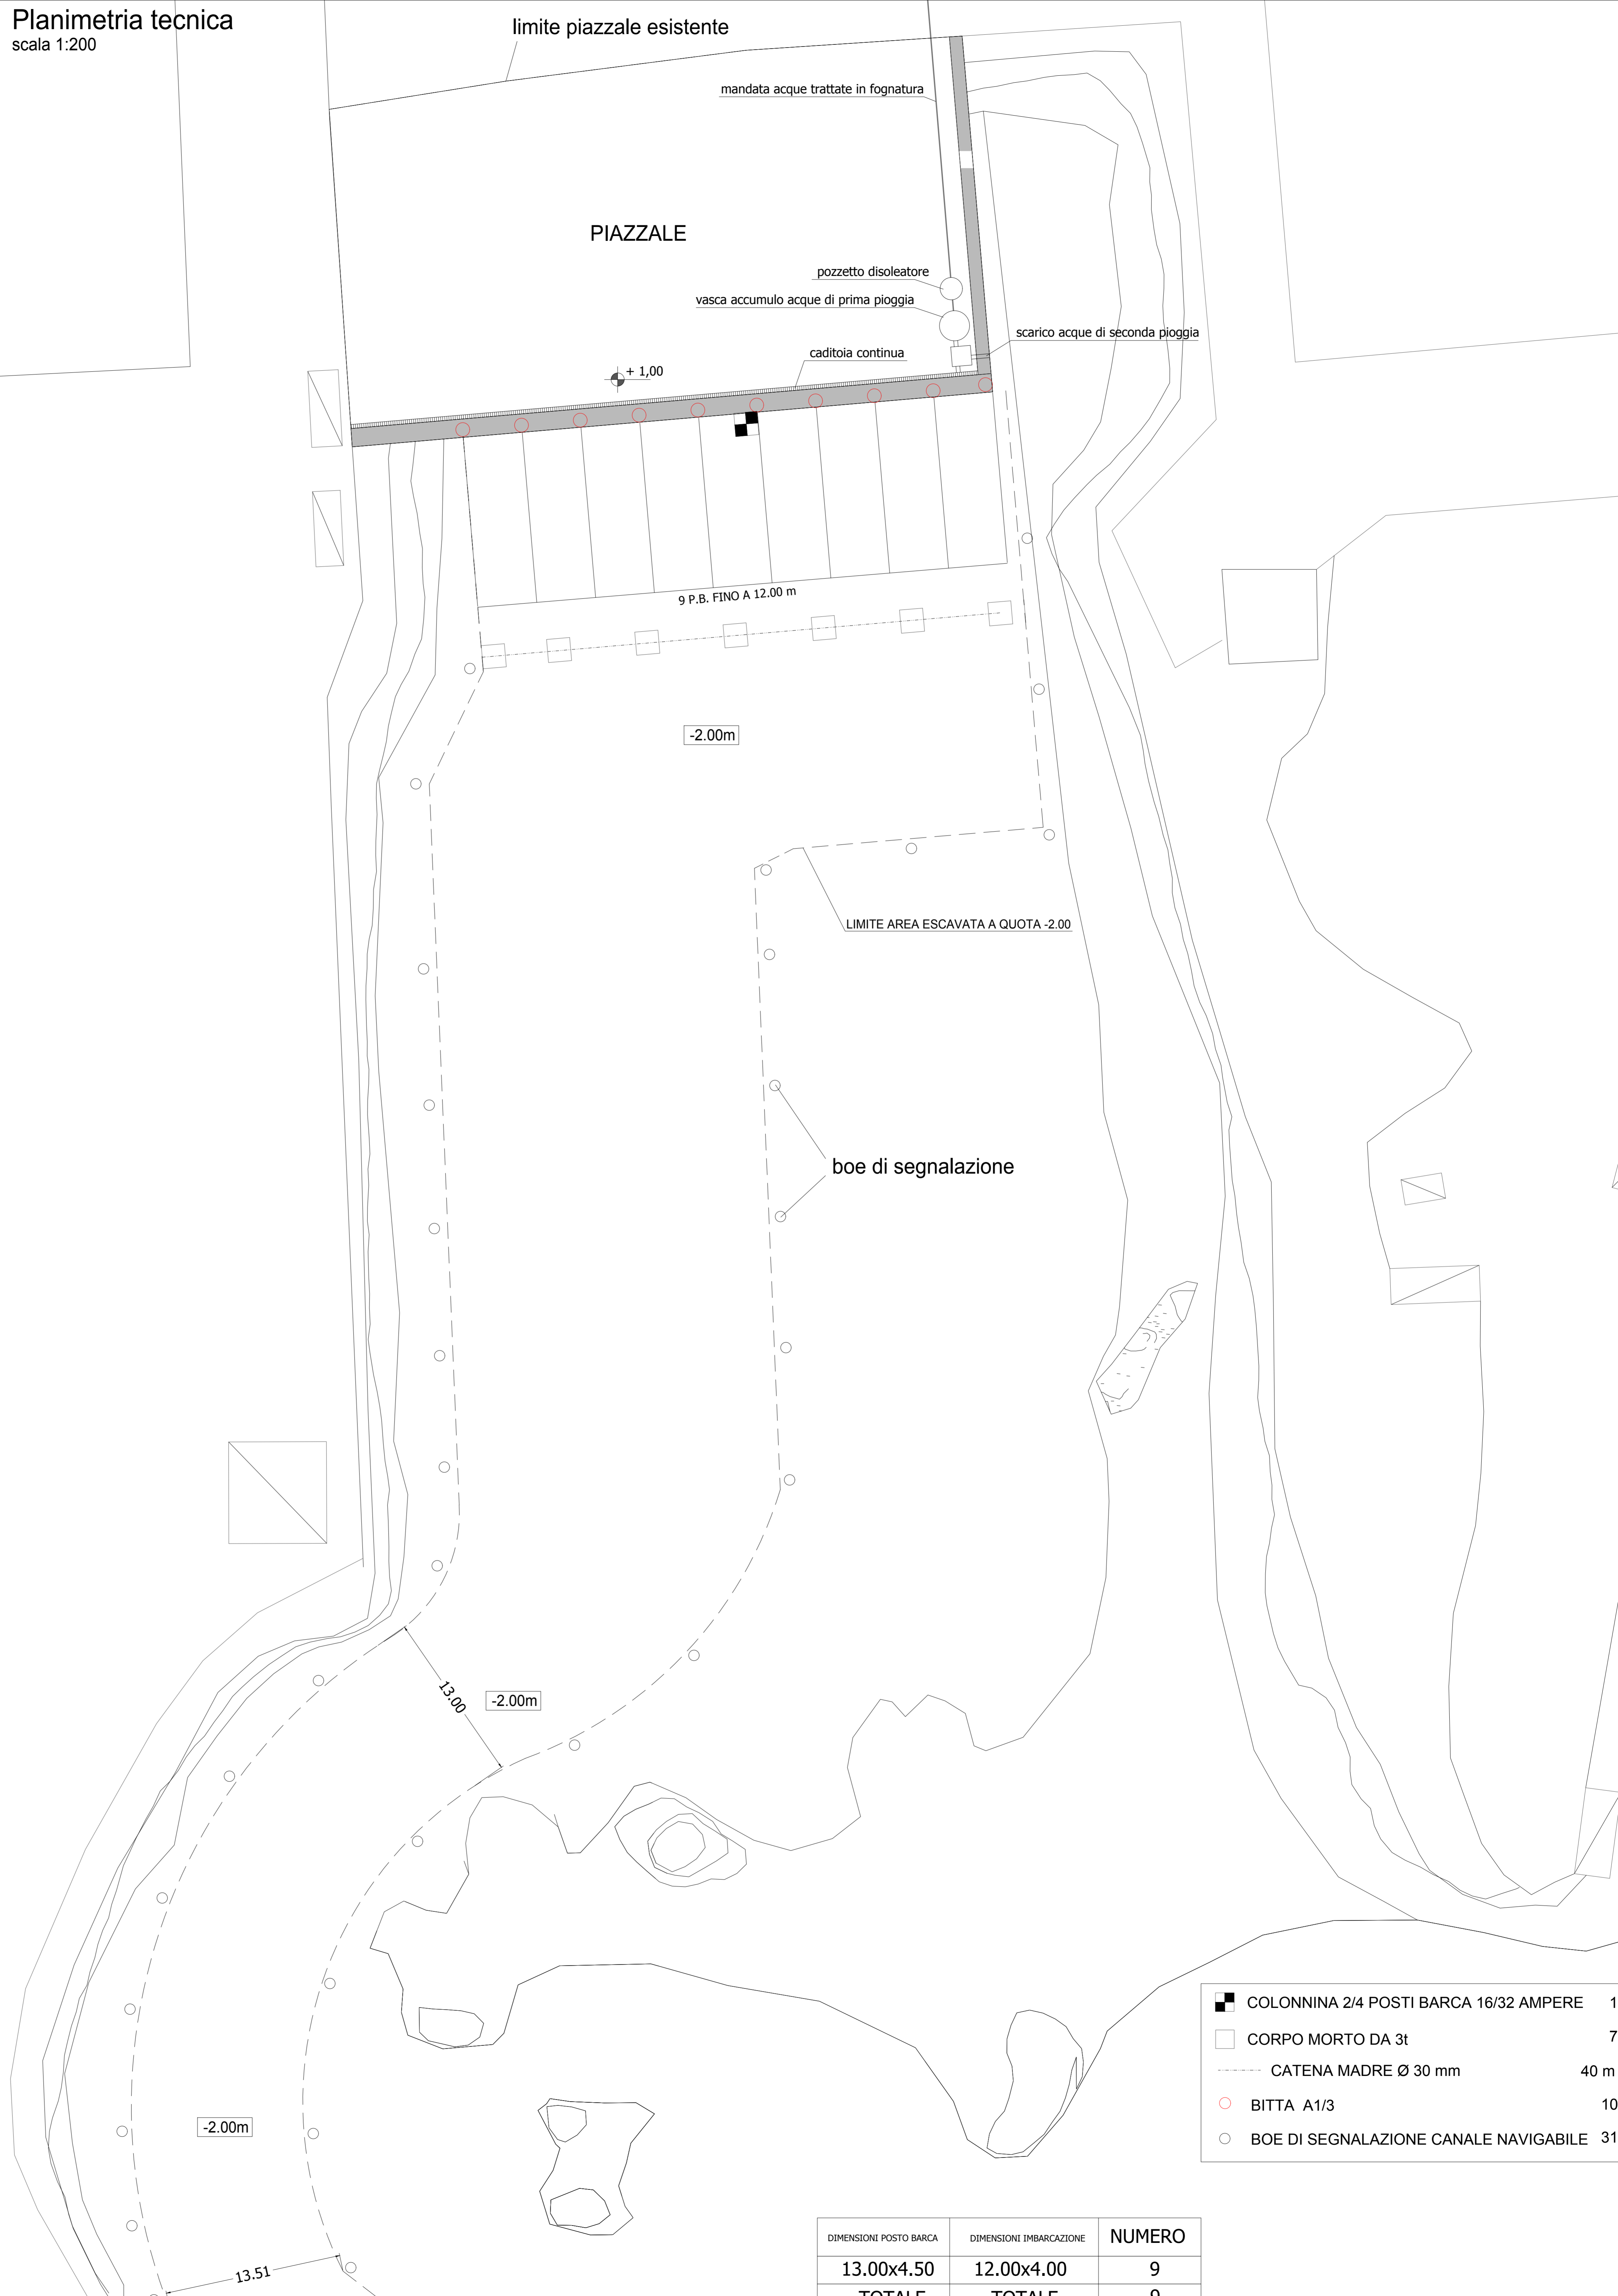 Planimetria tecnica
scala 1:200
limite piazzale esistente
mandata acque trattate in fognatura
PIAZZALE
pozzetto disoleatore
vasca accumulo acque di prima pioggia
scarico acque di seconda pioggia
caditoia continua
+ 1,00
9 P.B. FINO A 12.00 m
-2.00m
LIMITE AREA ESCAVATA A QUOTA -2.00
boe di segnalazione
13.00
-2.00m
COLONNINA 2/4 POSTI BARCA 16/32 AMPERE 1
CORPO MORTO DA 3t 7
CATENA MADRE Ø 30 mm 40 m
BITTA A1/3 10
BOE DI SEGNALAZIONE CANALE NAVIGABILE 31
-2.00m
DIMENSIONI POSTO BARCA DIMENSIONI IMBARCAZIONE NUMERO
13.00x4.50 12.00x4.00 9
13.51
TOTALE TOTALE 9